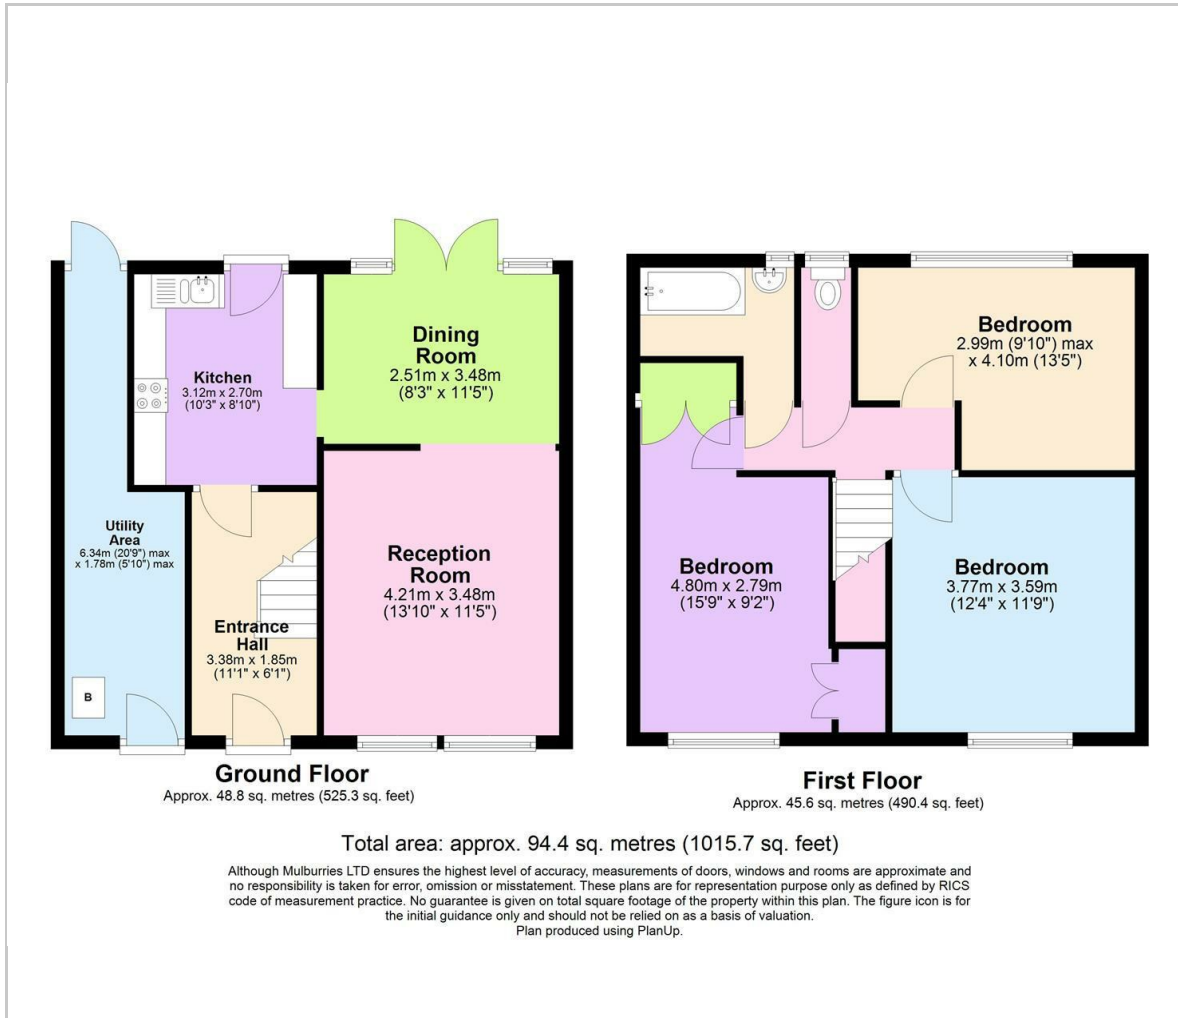 Kitchen
3.12m x 2.70m
(10'3" x 8'10")
Dining
Room
2.51m x 3.48m
(8'3" x 11'5")
Utility
Area
6.34m (20'9") max
x 1.78m (5'10") max
Reception
Room
4.21m x 3.48m
(13'10" x 11'5")
Entrance
Hall
3.38m x 1.85m
(11'1" x 6'1")
B
Ground Floor
Approx. 48.8 sq. metres (525.3 sq. feet)
Bedroom
2.99m (9'10") max
x 4.10m (13'5")
Bedroom
4.80m x 2.79m
(15'9" x 9'2")
Bedroom
3.77m x 3.59m
(12'4" x 11'9")
First Floor
Approx. 45.6 sq. metres (490.4 sq. feet)
Total area: approx. 94.4 sq. metres (1015.7 sq. feet)
Although Mulburries LTD ensures the highest level of accuracy, measurements of doors, windows and rooms are approximate and
no responsibility is taken for error, omission or misstatement. These plans are for representation purpose only as defined by RICS
code of measurement practice. No guarantee is given on total square footage of the property within this plan. The figure icon is for
the initial guidance only and should not be relied on as a basis of valuation.
Plan produced using PlanUp.